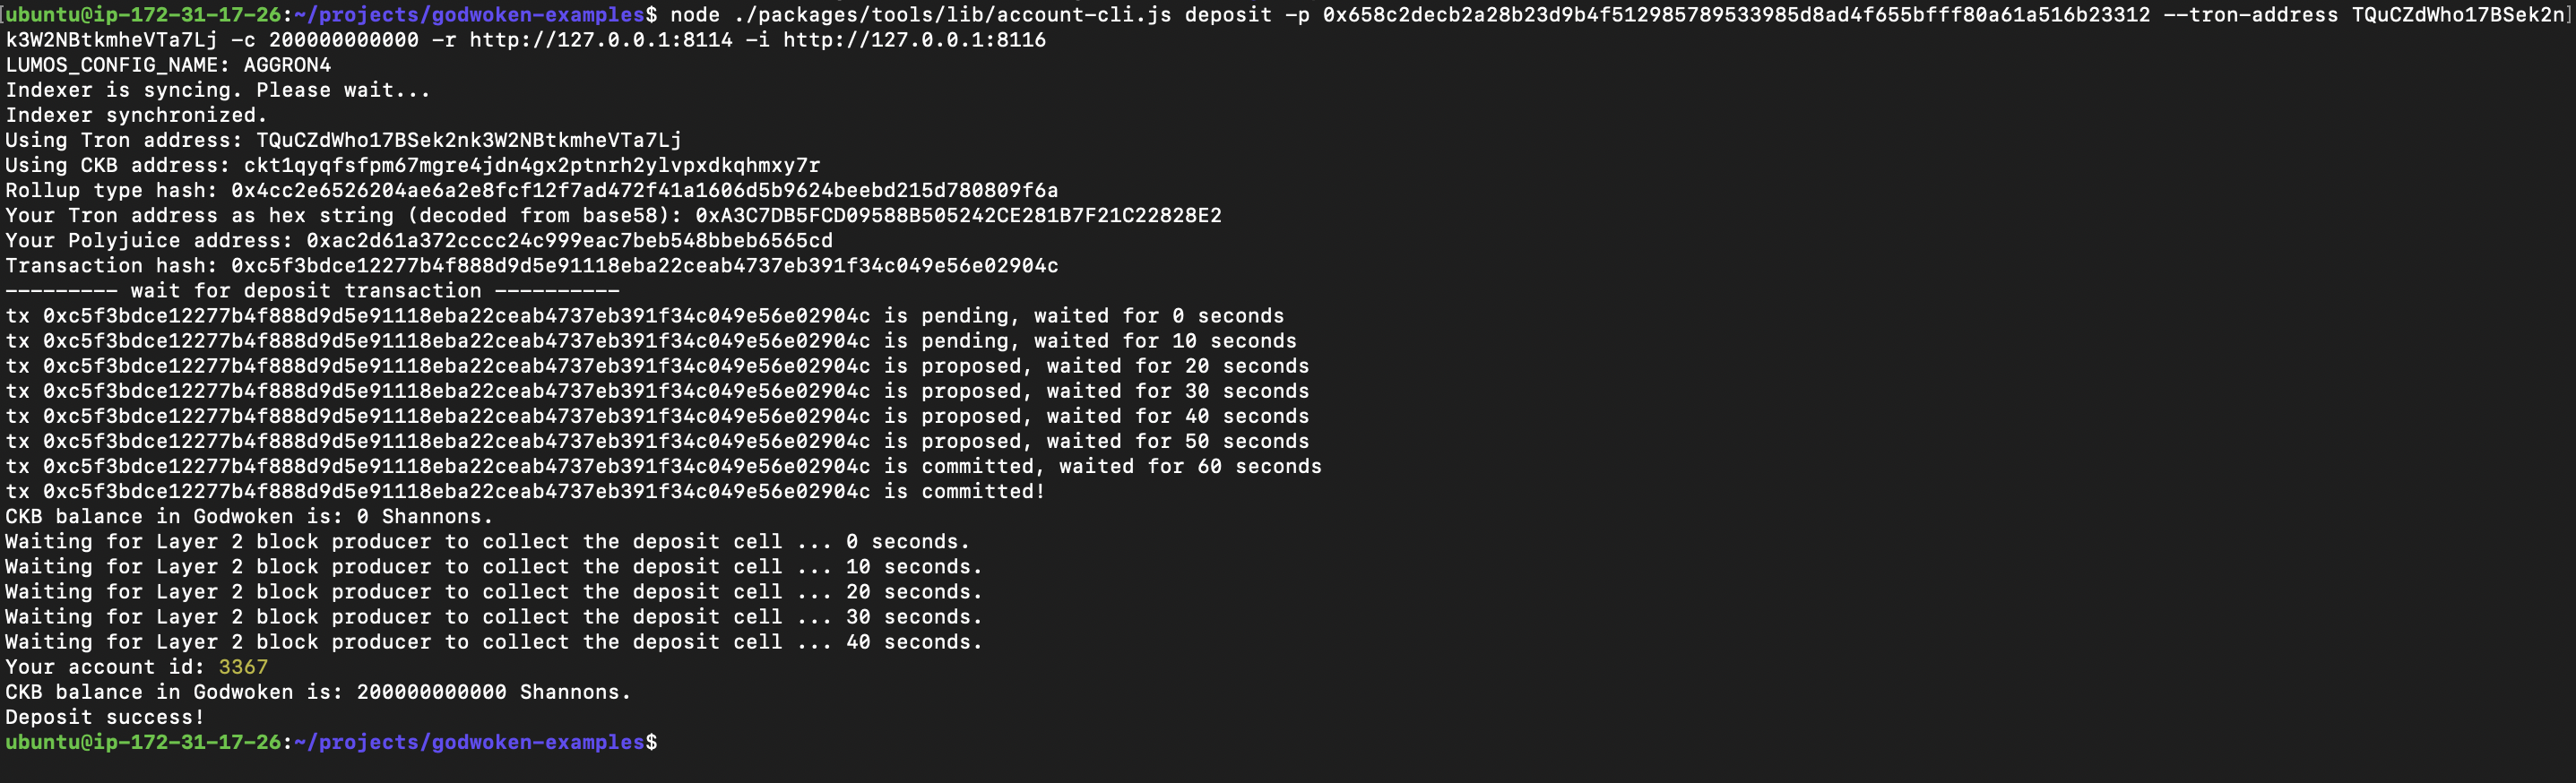 ubuntu@ip-172-31-17-26:~/projects/godwoken-examples$ node ./packages/tools/lib/account-cli.js deposit -p 0x658c2decb2a28b23d9b4f512985789533985d8ad4f655bfff80a61a516b23312 --tron-address TQuCZdWho17BSek2n
k3W2NBtkmheVTa7Lj -c 200000000000 -r http://127.0.0.1:8114 -i http://127.0.0.1:8116
LUMOS_CONFIG_NAME: AGGRON4
Indexer is syncing. Please wait...
Indexer synchronized.
Using Tron address: TQuCZdWho17BSek2nk3W2NBtkmheVTa7Lj
Using CKB address: ckt1qyqfsfpm67mgre4jdn4gx2ptnrh2ylvpxdkqhmxy7r
Rollup type hash: 0x4cc2e6526204ae6a2e8fcf12f7ad472f41a1606d5b9624beebd215d780809f6a
Your Tron address as hex string (decoded from base58): 0xA3C7DB5FCD09588B505242CE281B7F21C22828E2
Your Polyjuice address: 0xac2d61a372cccc24c999eac7beb548bbeb6565cd
Transaction hash: 0xc5f3bdce12277b4f888d9d5e91118eba22ceab4737eb391f34c049e56e02904c
--------- wait for deposit transaction ----------
tx 0xc5f3bdce12277b4f888d9d5e91118eba22ceab4737eb391f34c049e56e02904c is pending, waited for 0 seconds
tx 0xc5f3bdce12277b4f888d9d5e91118eba22ceab4737eb391f34c049e56e02904c is pending, waited for 10 seconds
tx 0xc5f3bdce12277b4f888d9d5e91118eba22ceab4737eb391f34c049e56e02904c is proposed, waited for 20 seconds
tx 0xc5f3bdce12277b4f888d9d5e91118eba22ceab4737eb391f34c049e56e02904c is proposed, waited for 30 seconds
tx 0xc5f3bdce12277b4f888d9d5e91118eba22ceab4737eb391f34c049e56e02904c is proposed, waited for 40 seconds
tx 0xc5f3bdce12277b4f888d9d5e91118eba22ceab4737eb391f34c049e56e02904c is proposed, waited for 50 seconds
tx 0xc5f3bdce12277b4f888d9d5e91118eba22ceab4737eb391f34c049e56e02904c is committed, waited for 60 seconds
tx 0xc5f3bdce12277b4f888d9d5e91118eba22ceab4737eb391f34c049e56e02904c is committed!
CKB balance in Godwoken is: 0 Shannons.
Waiting for Layer 2 block producer to collect the deposit cell ... 0 seconds.
Waiting for Layer 2 block producer to collect the deposit cell ... 10 seconds.
Waiting for Layer 2 block producer to collect the deposit cell ... 20 seconds.
Waiting for Layer 2 block producer to collect the deposit cell ... 30 seconds.
Waiting for Layer 2 block producer to collect the deposit cell ... 40 seconds.
Your account id: 3367
CKB balance in Godwoken is: 200000000000 Shannons.
Deposit success!
ubuntu@ip-172-31-17-26:~/projects/godwoken-examples$